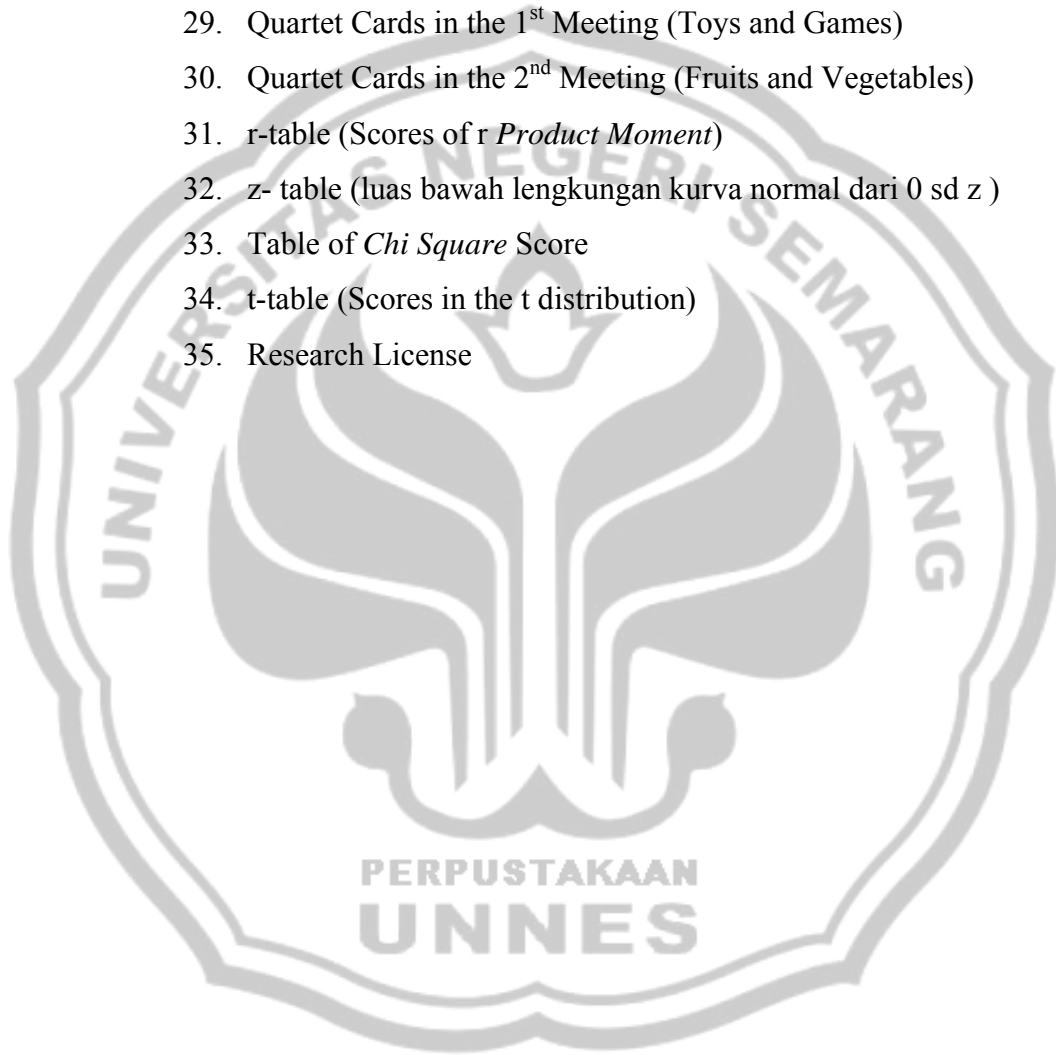 29. Quartet Cards in the 1st Meeting (Toys and Games)
30. Quartet Cards in the 2nd Meeting (Fruits and Vegetables)
31. r-table (Scores of r Product Moment)
32. z- table (luas bawah lengkungan kurva normal dari 0 sd z )
33. Table of Chi Square Score
34. t-table (Scores in the t distribution)
35. Research License
UNIVERSITAS NEGERI SEMARANG
PERPUSTAKAAN
UNNES